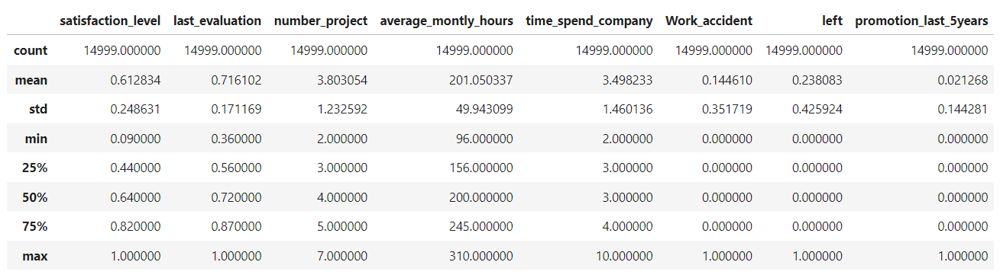 satisfaction_level last_evaluation number_project average_montly_hours time_spend_company Work_accident left promotion_last_5years
count 14999.000000 14999.000000 14999.000000 14999.000000 14999.000000 14999.000000 14999.000000 14999.000000
mean 0.612834 0.716102 3.803054 201.050337 3.498233 0.144610 0.238083 0.021268
std 0.248631 0.171169 1.232592 49.943099 1.460136 0.351719 0.425924 0.144281
min 0.090000 0.360000 2.000000 96.000000 2.000000 0.000000 0.000000 0.000000
25% 0.440000 0.560000 3.000000 156.000000 3.000000 0.000000 0.000000 0.000000
50% 0.640000 0.720000 4.000000 200.000000 3.000000 0.000000 0.000000 0.000000
75% 0.820000 0.870000 5.000000 245.000000 4.000000 0.000000 0.000000 0.000000
max 1.000000 1.000000 7.000000 310.000000 10.000000 1.000000 1.000000 1.000000